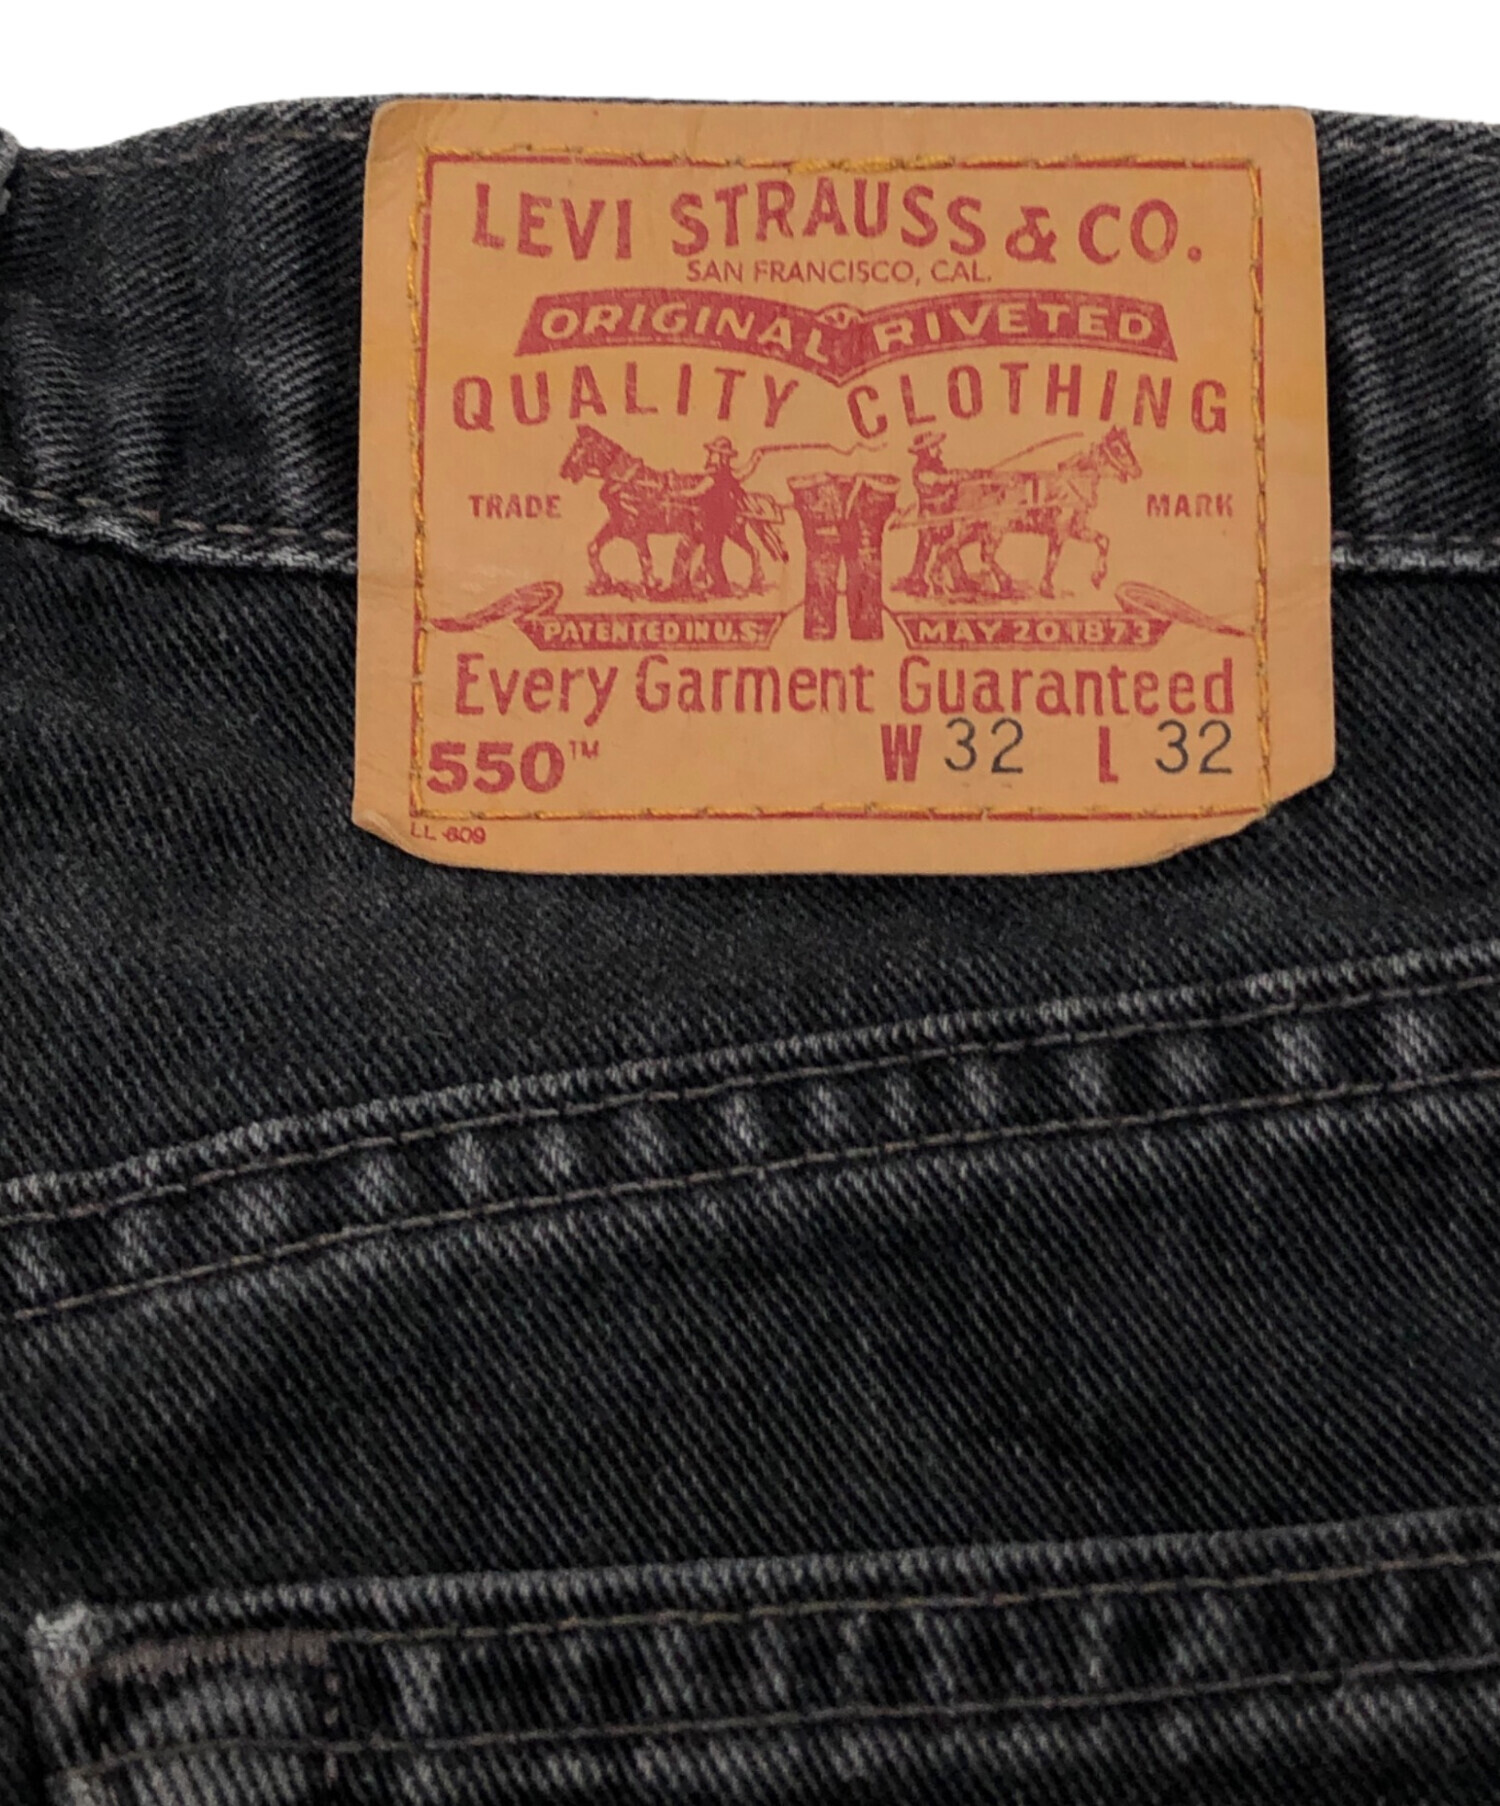 LEVI STRAUSS & CO.
SAN FRANCISCO, CAL.
ORIGINAL RIVETED
QUALITY CLOTHING
TRADE MARK
PATENTED IN U.S. MAY 20 1873
Every Garment Guaranteed
550™ W 32 L 32
LL-609